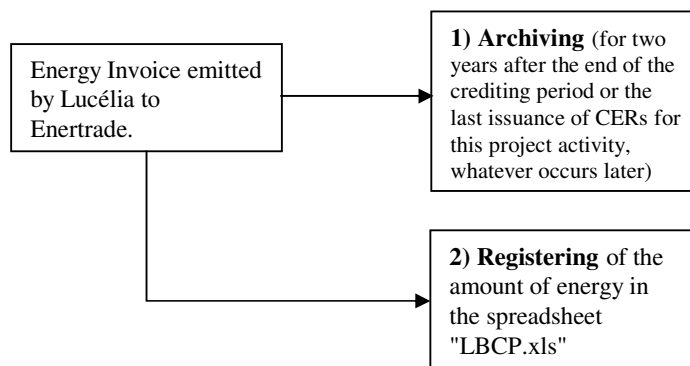 Energy Invoice emitted
by Lucélia to
Enertrade.
1) Archiving (for two
years after the end of the
crediting period or the
last issuance of CERs for
this project activity,
whatever occurs later)
2) Registering of the
amount of energy in
the spreadsheet
"LBCP.xls"